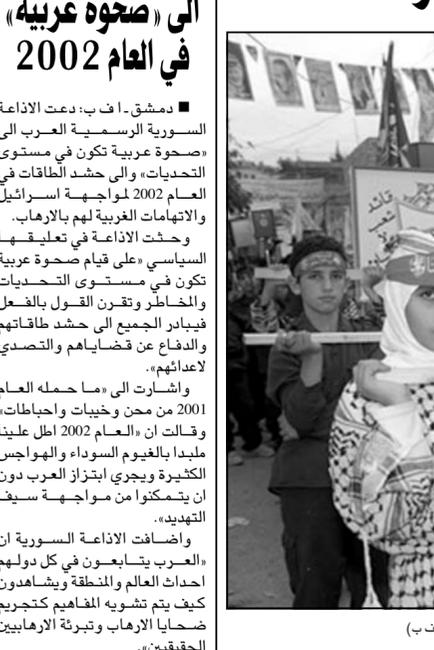 الى «صحوة عربية»
في العام 2002
■ دمشق ـ ا ف ب: دعت الاذاعة
السورية الرسمية العرب الى
«صحوة عربية تكون في مستوى
التحديات» والى حشد الطاقات في
العام 2002 لمواجهة اسرائيل
والاتهامات الغربية لهم بالارهاب.
وحثت الاذاعة في تعليقها
السياسي «على قيام صحوة عربية
تكون في مستوى التحديات
والمخاطر وتقرن القول بالفعل
فيبادر الجميع الى حشد طاقاتهم
والدفاع عن قضاياهم والتصدي
لاعدائهم».
واشارت الى «ما حمله العام
2001 من محن وخيبات واحباطات»
وقالت ان «العام 2002 اطل علينا
ملبدا بالغيوم السوداء والهواجس
الكثيرة ويجري ابتزاز العرب دون
ان يتمكنوا من مواجهة سيف
التهديد».
واضافت الاذاعة السورية ان
«العرب يتابعون في كل دولهم
احداث العالم والمنطقة ويشاهدون
كيف يتم تشويه المفاهيم كتجريم
ضحايا الارهاب وتبرئة الارهابيين
الحقيقيين».
قائد
شعب
ف ب)